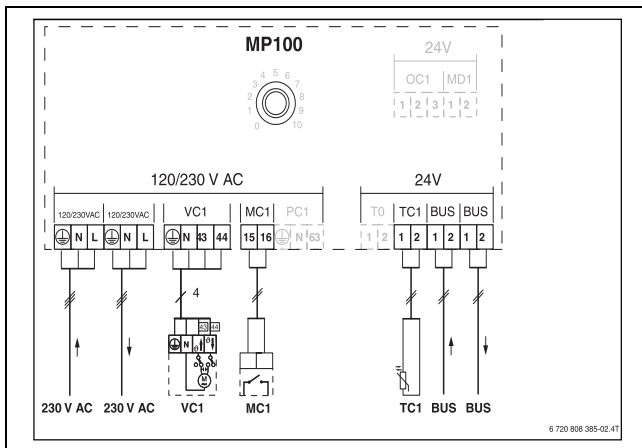 MP100
24V
OC1 MD1
1 2 3 1 2
0 1 2 3 4 5 6 7 8 9 10
120/230 V AC 24V
120/230VAC 120/230VAC VC1 MC1 PC1 T0 TC1 BUS BUS
N L N L N 43 44 15 16 N 63 1 2 1 2 1 2 1 2
4
43 44
N
M
230 V AC 230 V AC VC1 MC1 TC1 BUS BUS
6 720 808 385-02.4T